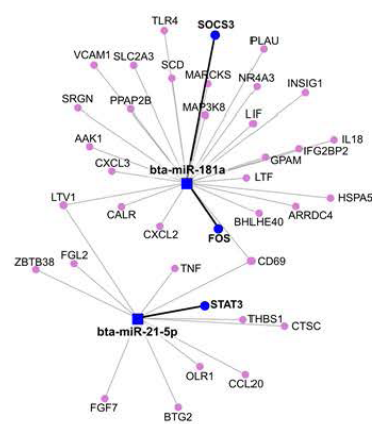 TLR4
SOCS3
PLAU
VCAM1
SLC2A3
SCD
MARCKS
NR4A3
INSIG1
SRGN
PPAP2B
MAP3K8
LIF
AAK1
IL18
IFG2BP2
CXCL3
GPAM
bta-miR-181a
LTF
LTV1
HSPA5
CALR
ARRDC4
BHLHE40
CXCL2
FOS
CD69
ZBTB38
FGL2
TNF
STAT3
bta-miR-21-5p
THBS1
CTSC
OLR1
CCL20
FGF7
BTG2